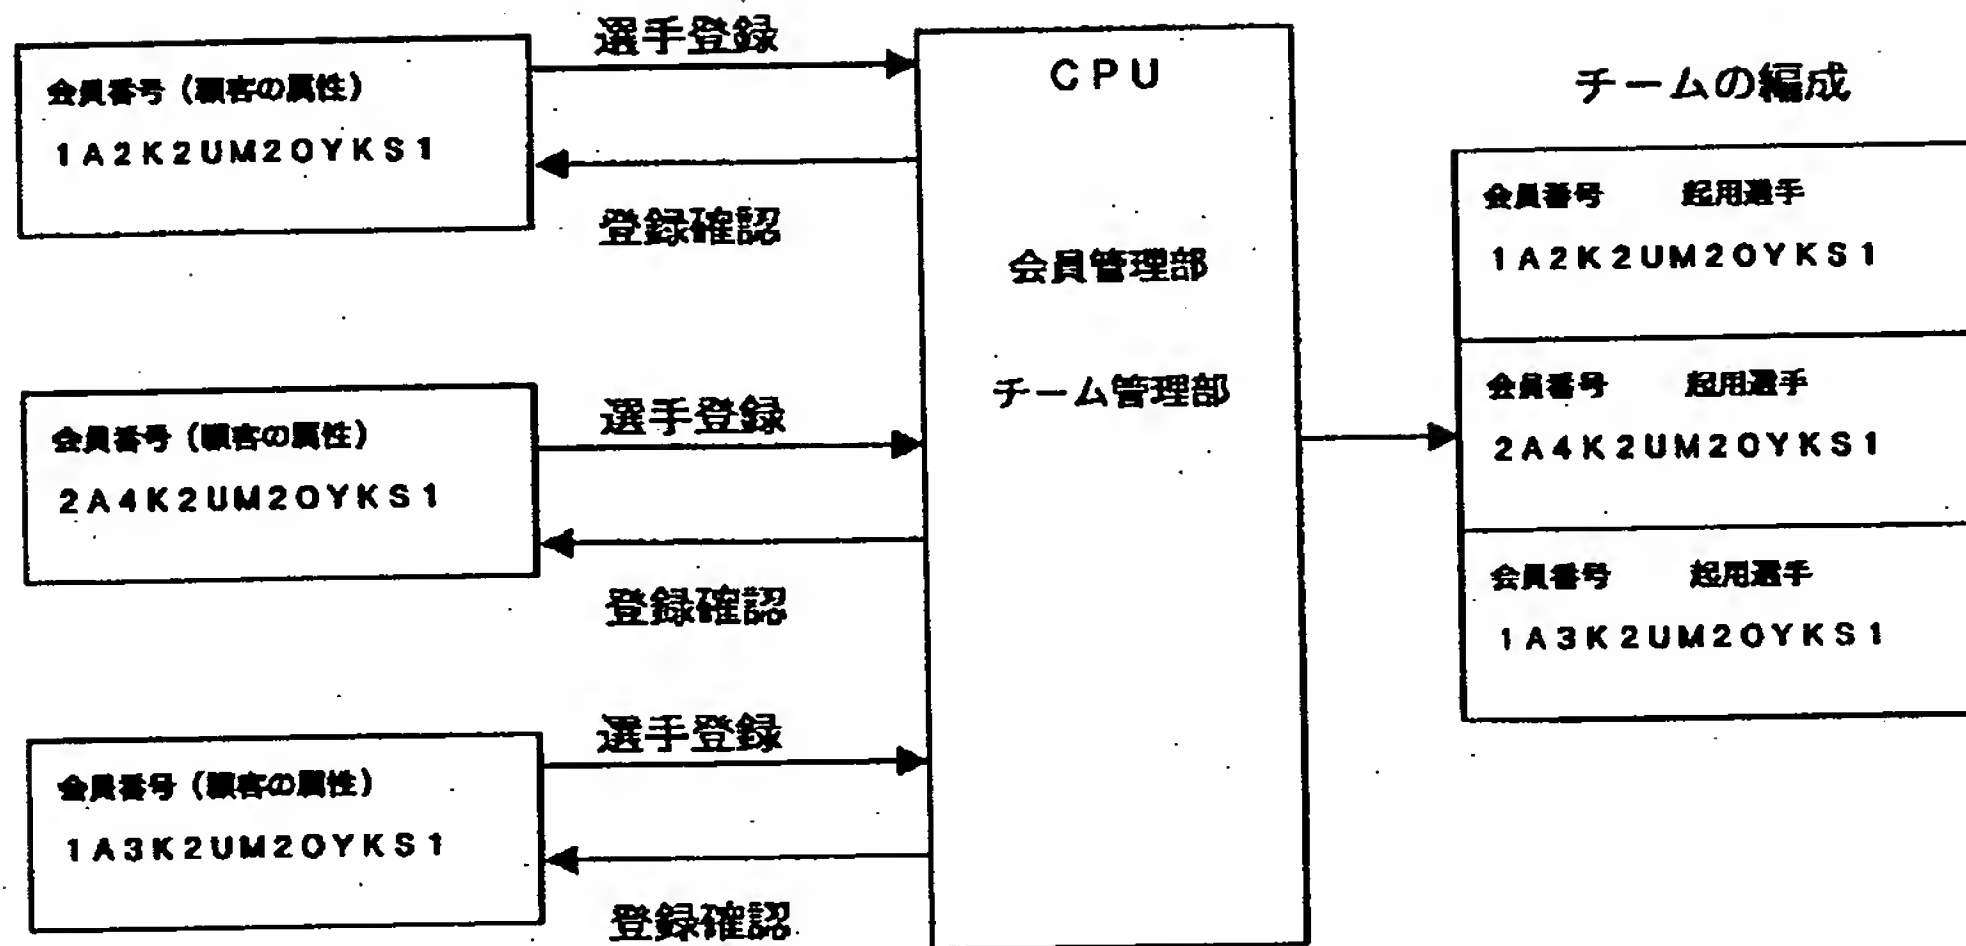 会員番号（顧客の属性）
１Ａ２Ｋ２ＵＭ２ＯＹＫＳ１
選手登録
登録確認
会員番号（顧客の属性）
２Ａ４Ｋ２ＵＭ２ＯＹＫＳ１
選手登録
登録確認
会員番号（顧客の属性）
１Ａ３Ｋ２ＵＭ２ＯＹＫＳ１
選手登録
登録確認
ＣＰＵ
会員管理部
チーム管理部
チームの編成
会員番号　起用選手
１Ａ２Ｋ２ＵＭ２ＯＹＫＳ１
会員番号　起用選手
２Ａ４Ｋ２ＵＭ２ＯＹＫＳ１
会員番号　起用選手
１Ａ３Ｋ２ＵＭ２ＯＹＫＳ１